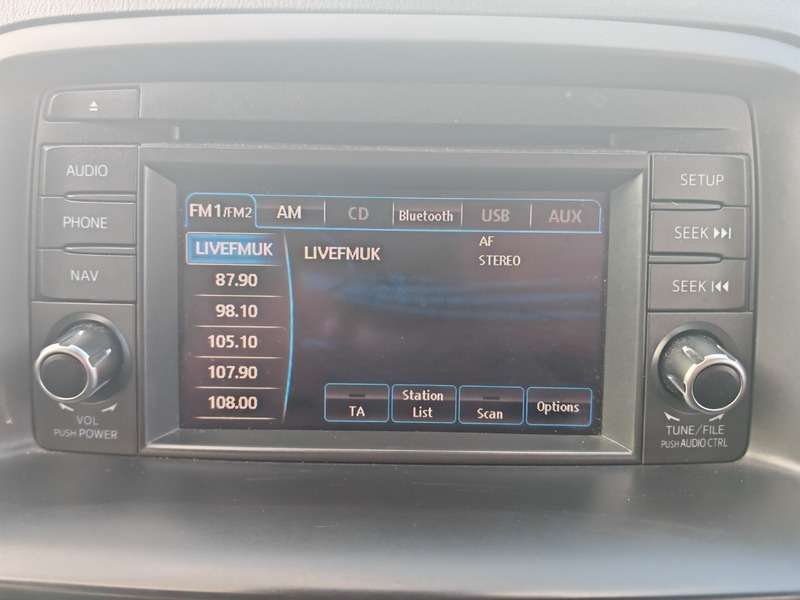 AUDIO
PHONE
NAV
VOL
PUSH POWER
FM1/FM2 AM CD Bluetooth USB AUX
LIVEFMUK
87.90
98.10
105.10
107.90
108.00
LIVEFMUK
AF
STEREO
TA
Station
List
Scan
Options
SETUP
SEEK
SEEK
TUNE/FILE
PUSH AUDIO CTRL